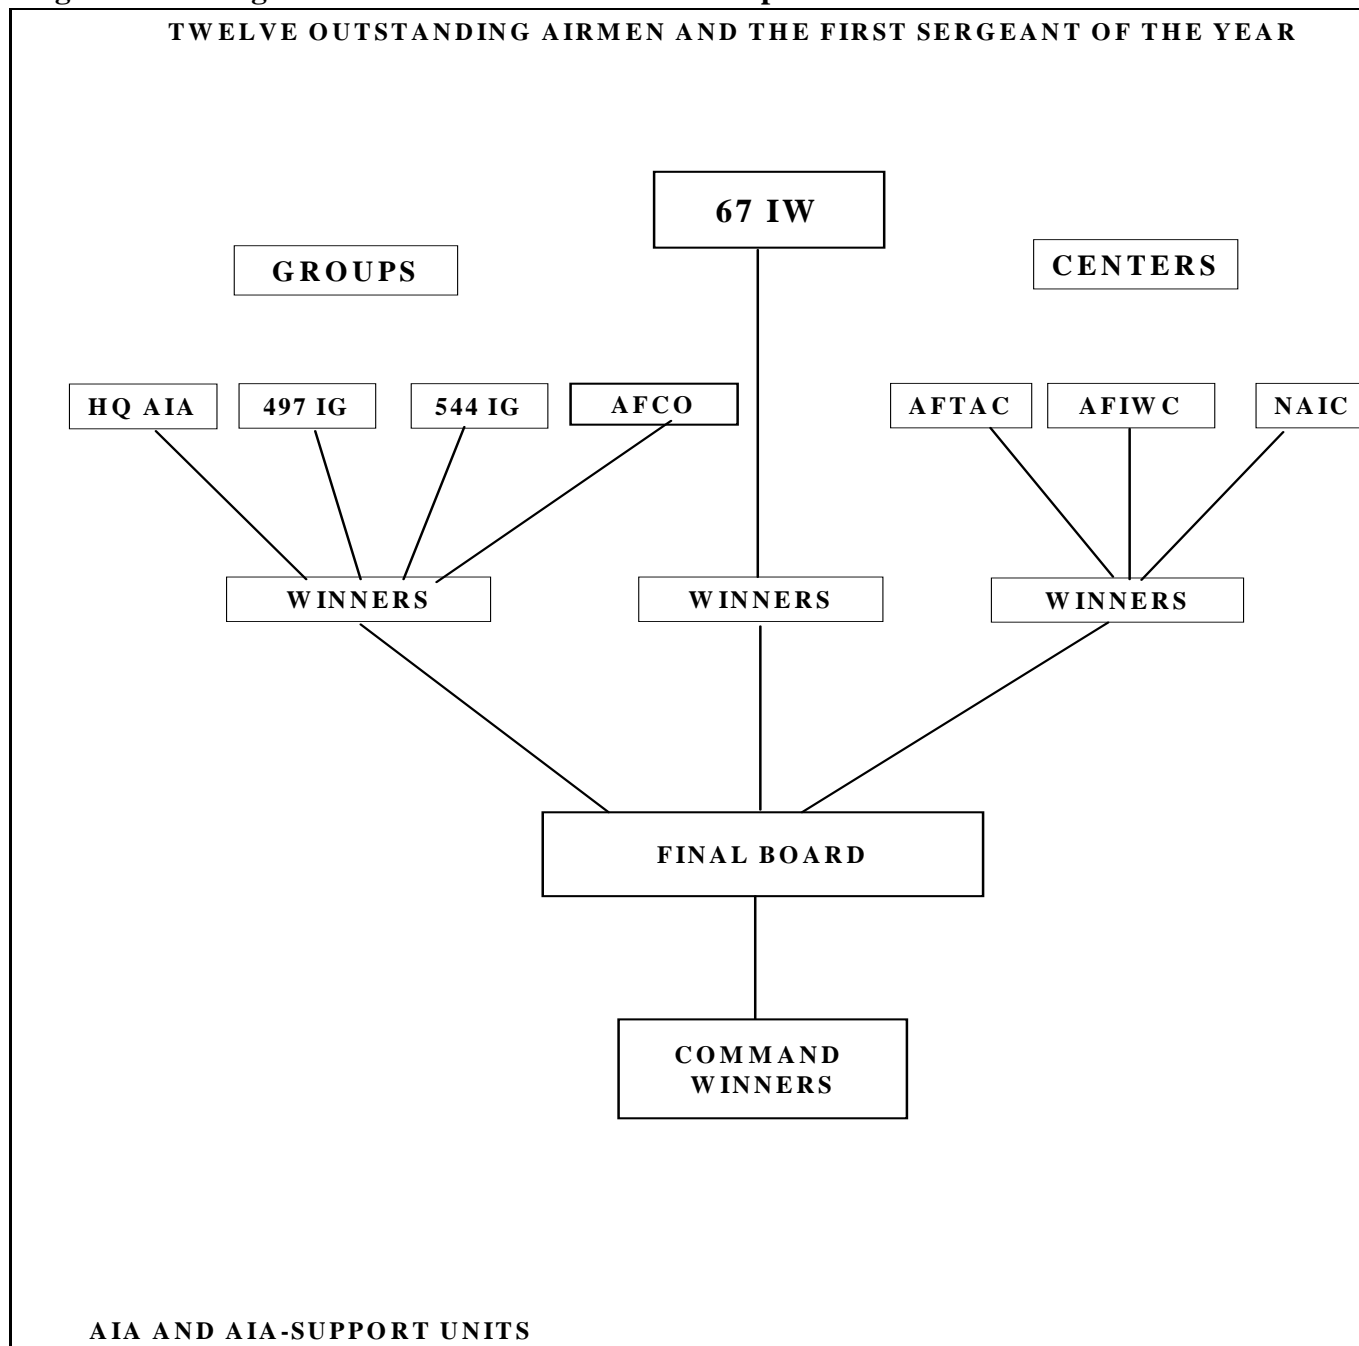 TWELVE OUTSTANDING AIRMEN AND THE FIRST SERGEANT OF THE YEAR
67 IW
GROUPS
CENTERS
HQ AIA
497 IG
544 IG
AFCO
AFTAC
AFIWC
NAIC
WINNERS
WINNERS
WINNERS
FINAL BOARD
COMMAND
WINNERS
AIA AND AIA-SUPPORT UNITS